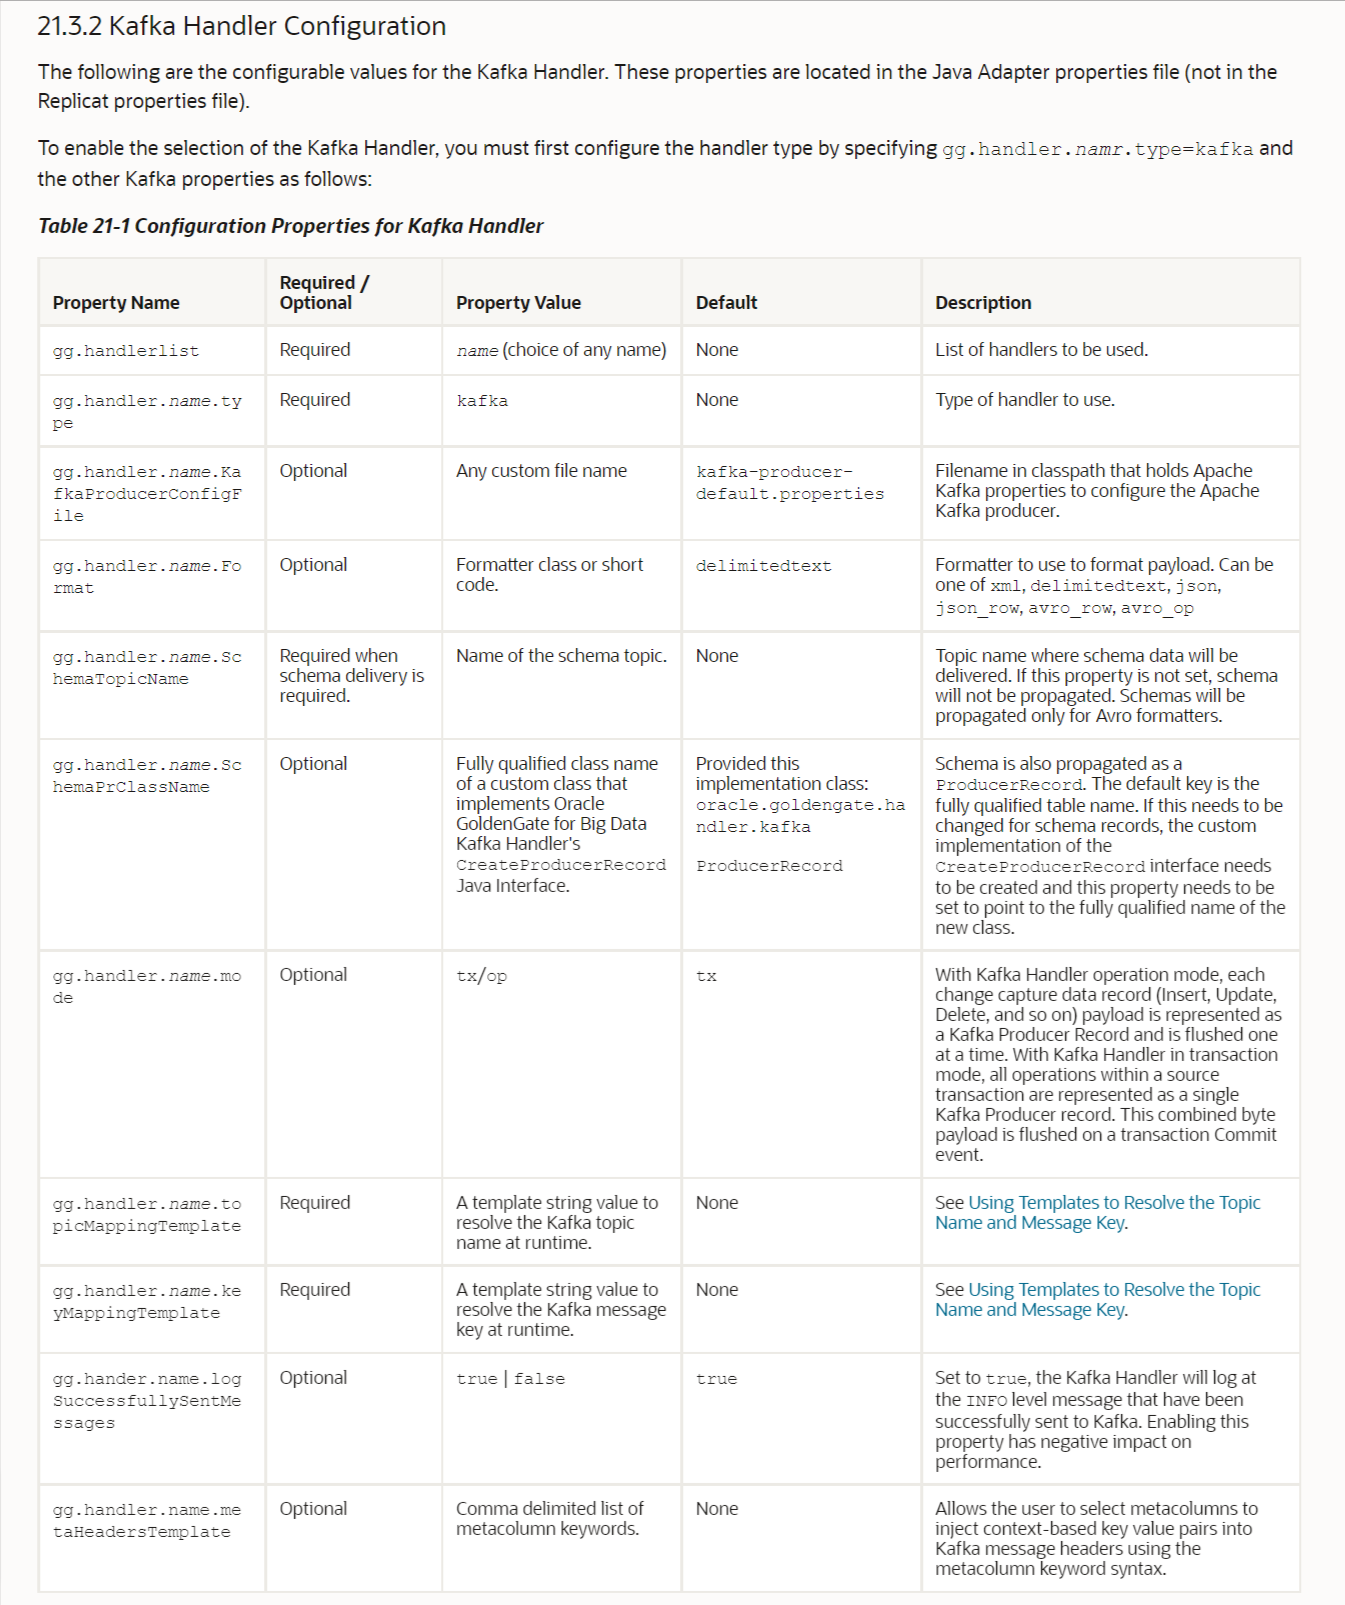 21.3.2 Kafka Handler Configuration
The following are the configurable values for the Kafka Handler. These properties are located in the Java Adapter properties file (not in the
Replicat properties file).
To enable the selection of the Kafka Handler, you must first configure the handler type by specifying gg.handler.namr.type=kafka and
the other Kafka properties as follows:
Table 21-1 Configuration Properties for Kafka Handler
Property Name
Required /
Optional
Property Value
Default
Description
gg.handlerlist
Required
name (choice of any name)
None
List of handlers to be used.
gg.handler.name.ty
pe
Required
kafka
None
Type of handler to use.
gg.handler.name.Ka
fkaProducerConfigF
ile
Optional
Any custom file name
kafka-producer-
default.properties
Filename in classpath that holds Apache
Kafka properties to configure the Apache
Kafka producer.
gg.handler.name.Fo
rmat
Optional
Formatter class or short
code.
delimitedtext
Formatter to use to format payload. Can be
one of xml, delimitedtext, json,
json_row, avro_row, avro_op
gg.handler.name.Sc
hemaTopicName
Required when
schema delivery is
required.
Name of the schema topic.
None
Topic name where schema data will be
delivered. If this property is not set, schema
will not be propagated. Schemas will be
propagated only for Avro formatters.
gg.handler.name.Sc
hemaPrClassName
Optional
Fully qualified class name
of a custom class that
implements Oracle
GoldenGate for Big Data
Kafka Handler's
CreateProducerRecord
Java Interface.
Provided this
implementation class:
oracle.goldengate.ha
ndler.kafka
ProducerRecord
Schema is also propagated as a
ProducerRecord. The default key is the
fully qualified table name. If this needs to be
changed for schema records, the custom
implementation of the
CreateProducerRecord interface needs
to be created and this property needs to be
set to point to the fully qualified name of the
new class.
gg.handler.name.mo
de
Optional
tx/op
tx
With Kafka Handler operation mode, each
change capture data record (Insert, Update,
Delete, and so on) payload is represented as
a Kafka Producer Record and is flushed one
at a time. With Kafka Handler in transaction
mode, all operations within a source
transaction are represented as a single
Kafka Producer record. This combined byte
payload is flushed on a transaction Commit
event.
gg.handler.name.to
picMappingTemplate
Required
A template string value to
resolve the Kafka topic
name at runtime.
None
See Using Templates to Resolve the Topic
Name and Message Key.
gg.handler.name.ke
yMappingTemplate
Required
A template string value to
resolve the Kafka message
key at runtime.
None
See Using Templates to Resolve the Topic
Name and Message Key.
gg.hander.name.log
SuccessfullySentMe
ssages
Optional
true | false
true
Set to true, the Kafka Handler will log at
the INFO level message that have been
successfully sent to Kafka. Enabling this
property has negative impact on
performance.
gg.handler.name.me
taHeadersTemplate
Optional
Comma delimited list of
metacolumn keywords.
None
Allows the user to select metacolumns to
inject context-based key value pairs into
Kafka message headers using the
metacolumn keyword syntax.